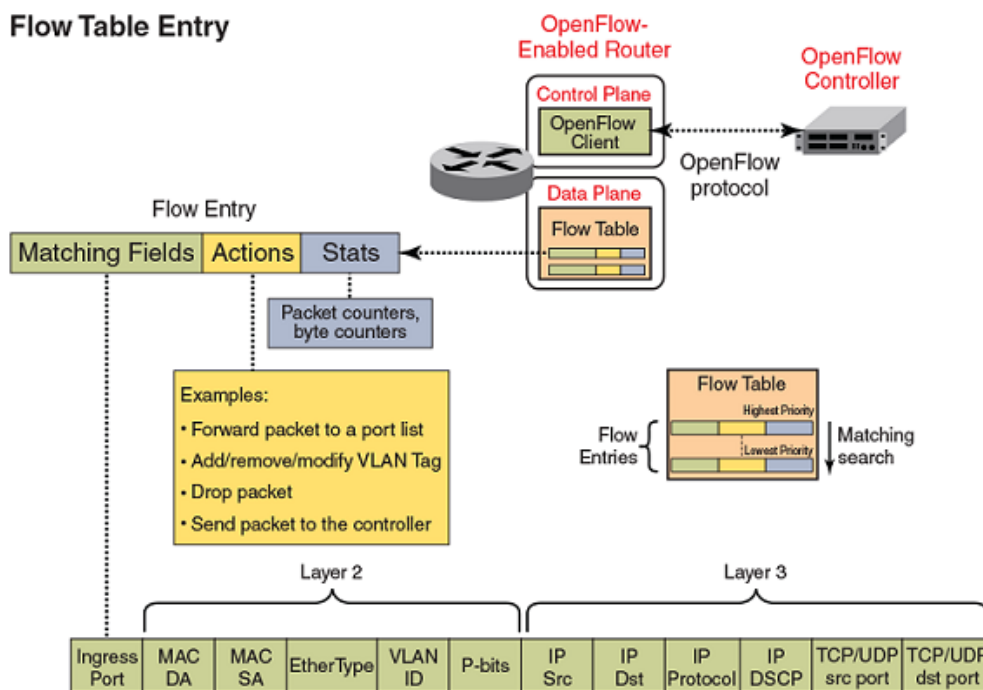 Flow Table Entry
OpenFlow-
Enabled Router
OpenFlow
Controller
Control Plane
OpenFlow
Client
OpenFlow
protocol
Data Plane
Flow Table
Flow Entry
Matching Fields
Actions
Stats
Packet counters,
byte counters
Examples:
• Forward packet to a port list
• Add/remove/modify VLAN Tag
• Drop packet
• Send packet to the controller
Flow Table
Highest Priority
Flow
Entries
Lowest Priority
Matching
search
Layer 2
Layer 3
Ingress
Port
MAC
DA
MAC
SA
EtherType
VLAN
ID
P-bits
IP
Src
IP
Dst
IP
Protocol
IP
DSCP
TCP/UDP
src port
TCP/UDP
dst port